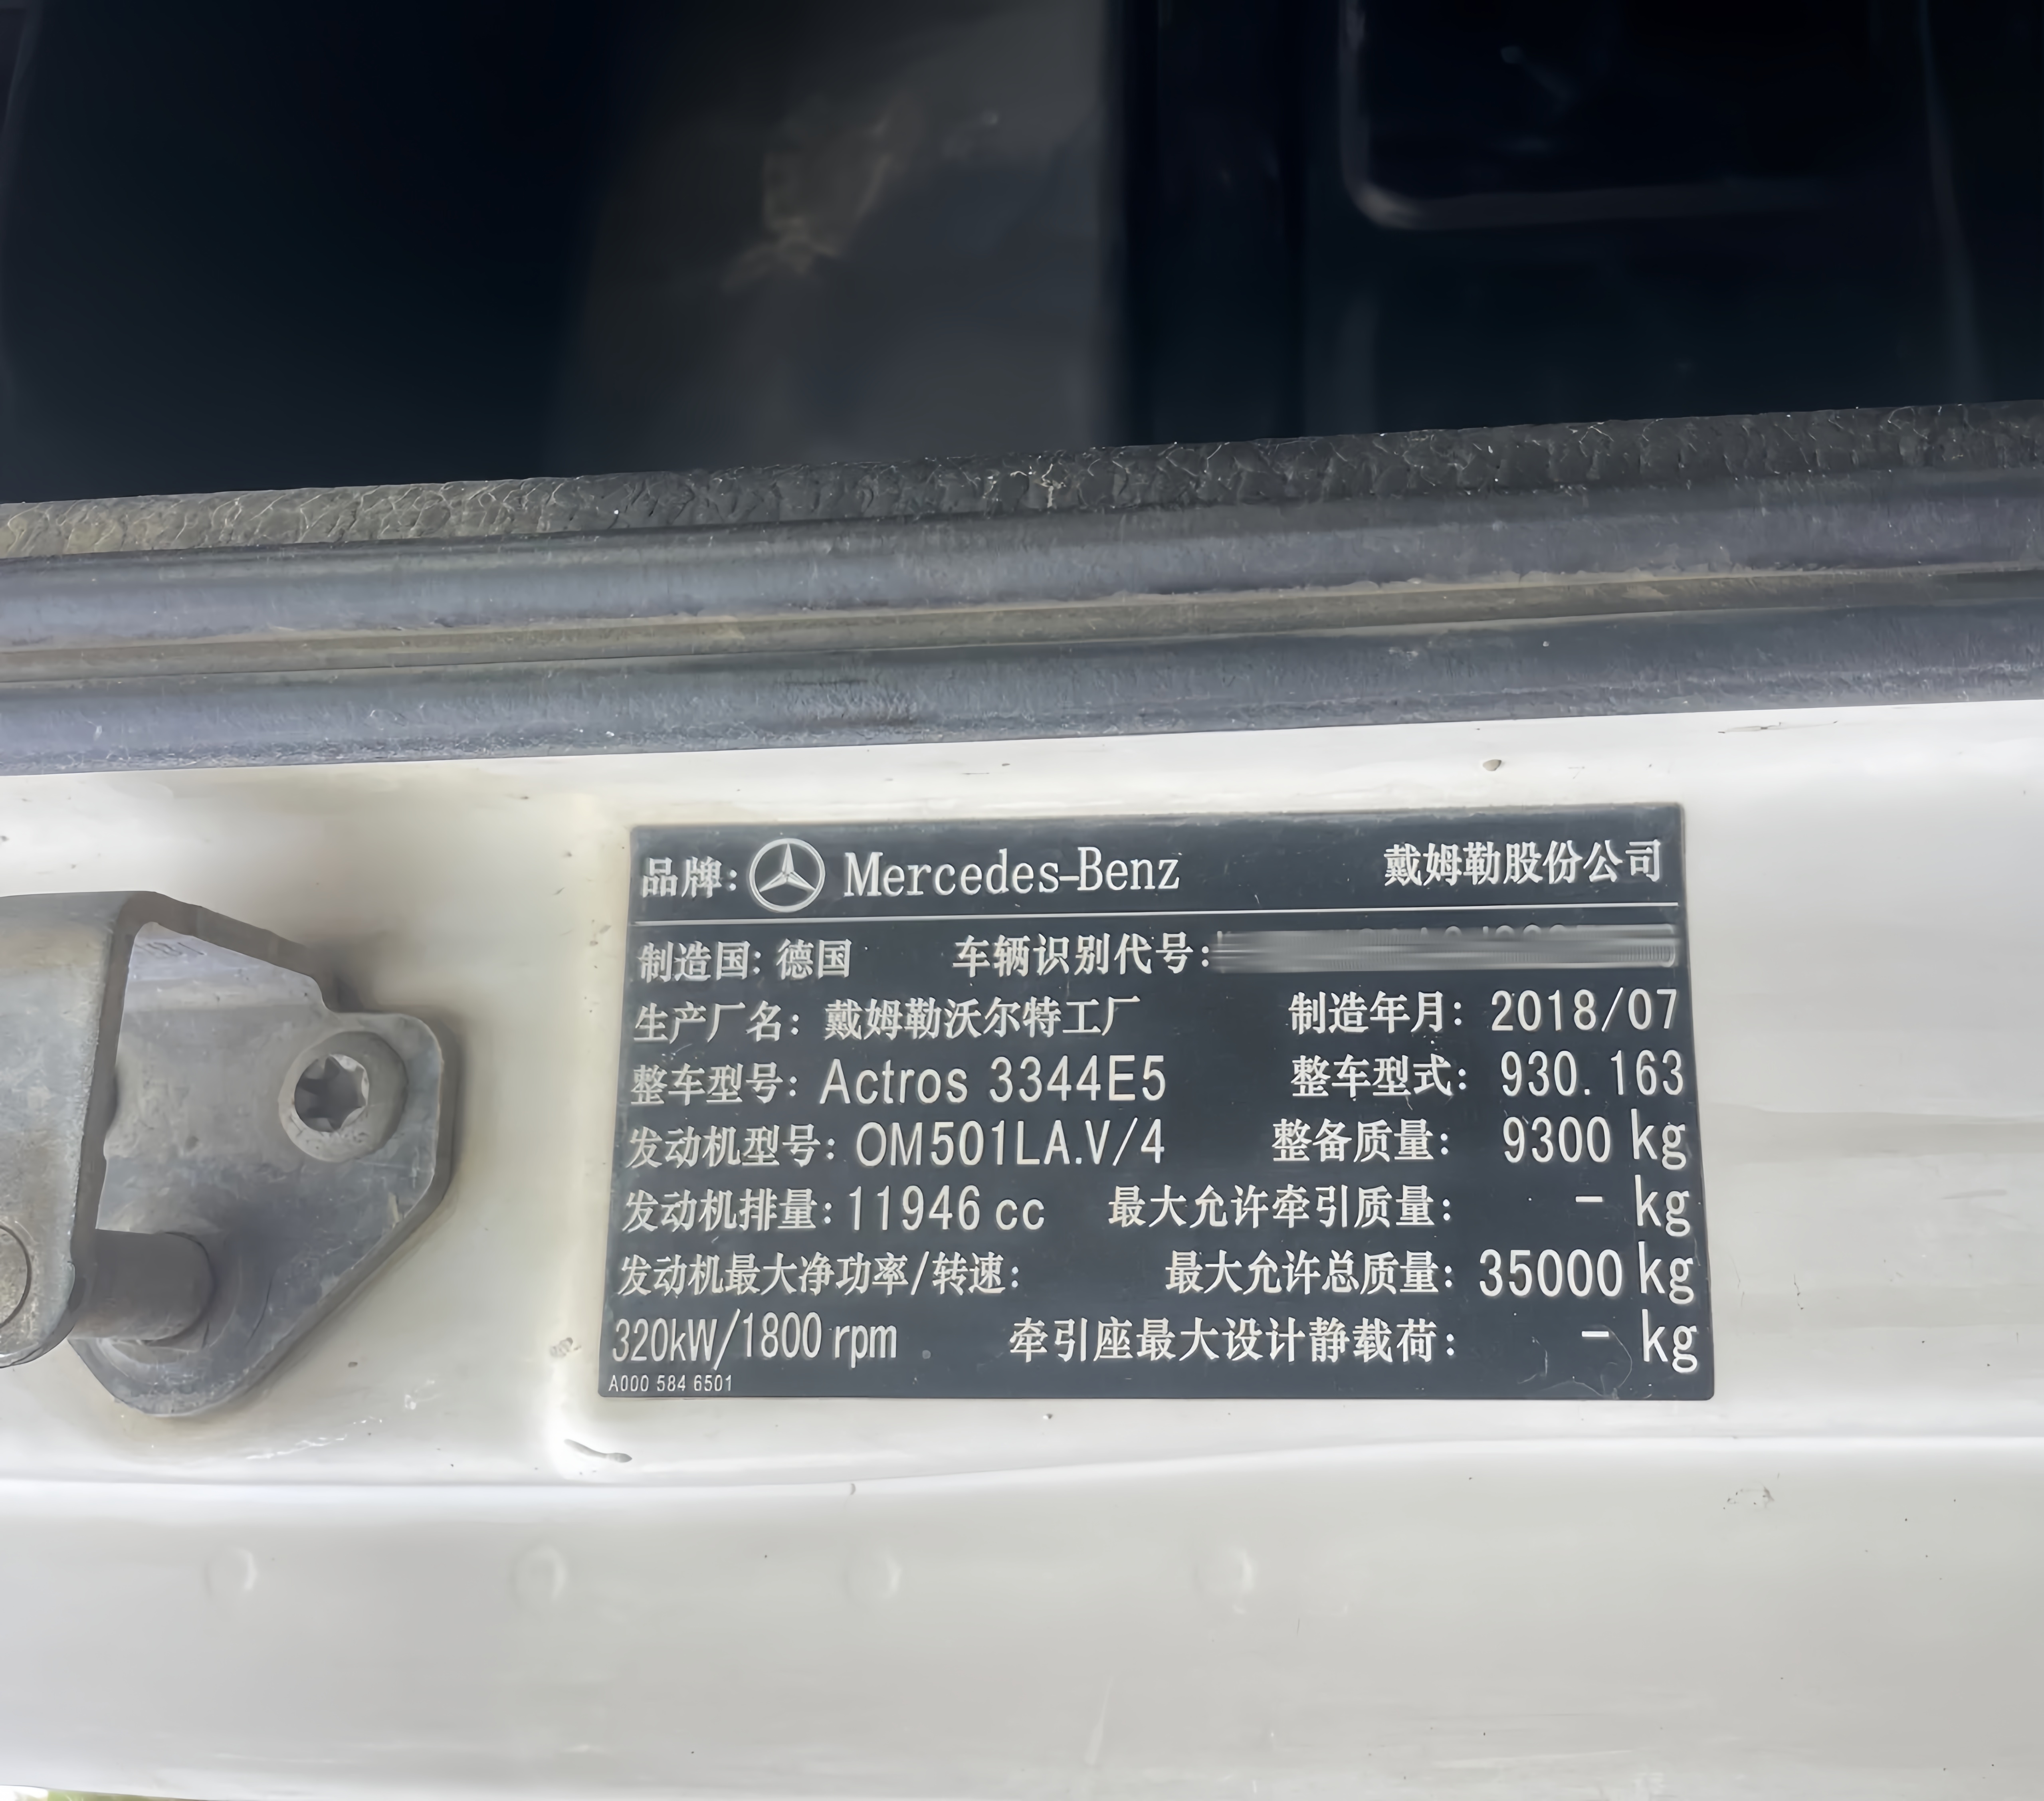 品牌: Mercedes-Benz 戴姆勒股份公司
制造国: 德国 车辆识别代号:
生产厂名: 戴姆勒沃尔特工厂 制造年月: 2018/07
整车型号: Actros 3344E5 整车型式: 930.163
发动机型号: OM501LA.V/4 整备质量: 9300 kg
发动机排量: 11946 cc 最大允许牵引质量: - kg
发动机最大净功率/转速: 最大允许总质量: 35000 kg
320kW/1800 rpm 牵引座最大设计静载荷: - kg
A000 584 6501